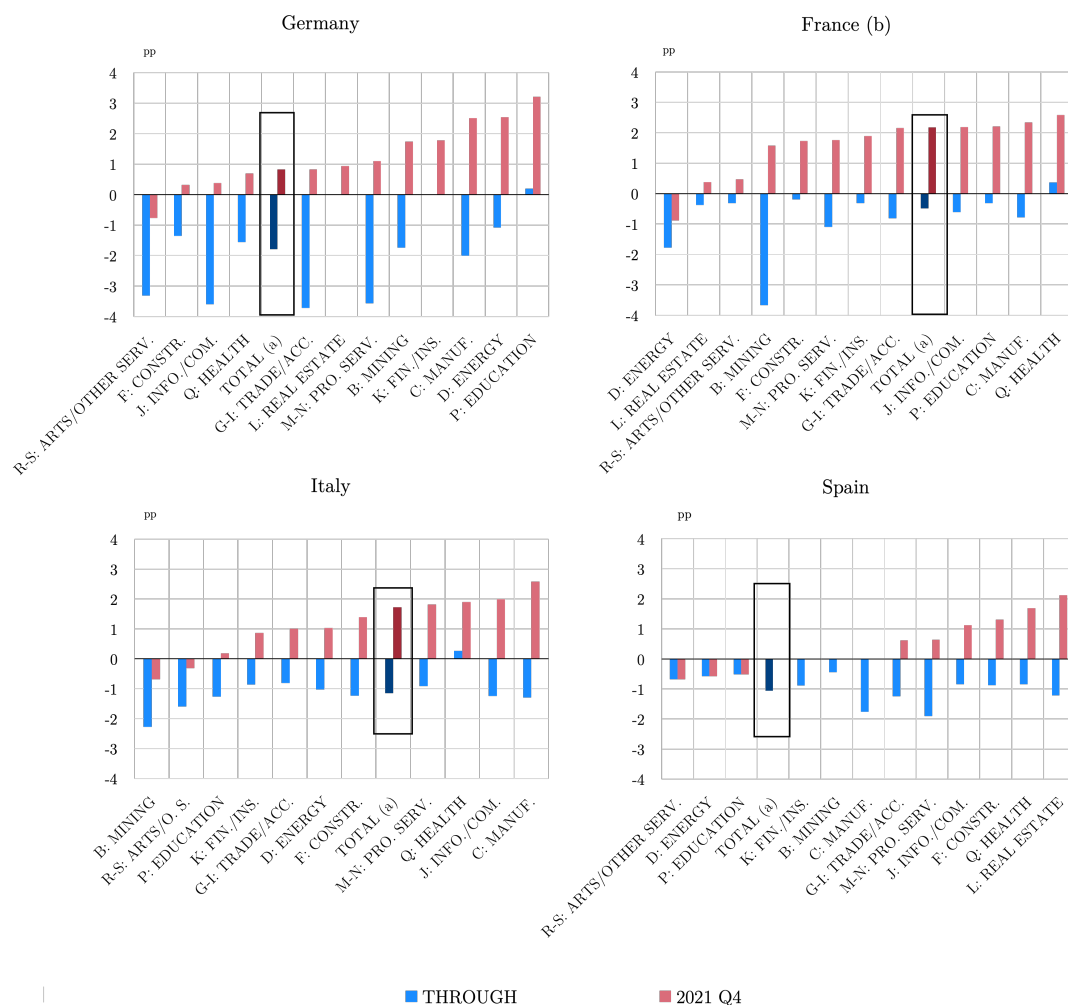 Germany
pp
4
3
2
1
0
-1
-2
-3
-4
R-S: ARTS/OTHER SERV.
F: CONSTR.
J: INFO./COM.
Q: HEALTH
TOTAL (a)
G-I: TRADE/ACC.
L: REAL ESTATE
M-N: PRO. SERV.
B: MINING
K: FIN./INS.
C: MANUF.
D: ENERGY
P: EDUCATION
France (b)
pp
4
3
2
1
0
-1
-2
-3
-4
D: ENERGY
L: REAL ESTATE
R-S: ARTS/OTHER SERV.
B: MINING
F: CONSTR.
M-N: PRO. SERV.
K: FIN./INS.
G-I: TRADE/ACC.
TOTAL (a)
J: INFO./COM.
P: EDUCATION
C: MANUF.
Q: HEALTH
Italy
pp
4
3
2
1
0
-1
-2
-3
-4
B: MINING
R-S: ARTS/O. S.
P: EDUCATION
K: FIN./INS.
G-I: TRADE/ACC.
D: ENERGY
F: CONSTR.
TOTAL (a)
M-N: PRO. SERV.
Q: HEALTH
J: INFO/COM.
C: MANUF.
Spain
pp
4
3
2
1
0
-1
-2
-3
-4
R-S: ARTS/OTHER SERV.
D: ENERGY
P: EDUCATION
TOTAL (a)
K: FIN./INS.
B: MINING
C: MANUF.
G-I: TRADE/ACC.
M-N: PRO. SERV.
J: INFO/COM.
F: CONSTR.
Q: HEALTH
L: REAL ESTATE
THROUGH
2021 Q4